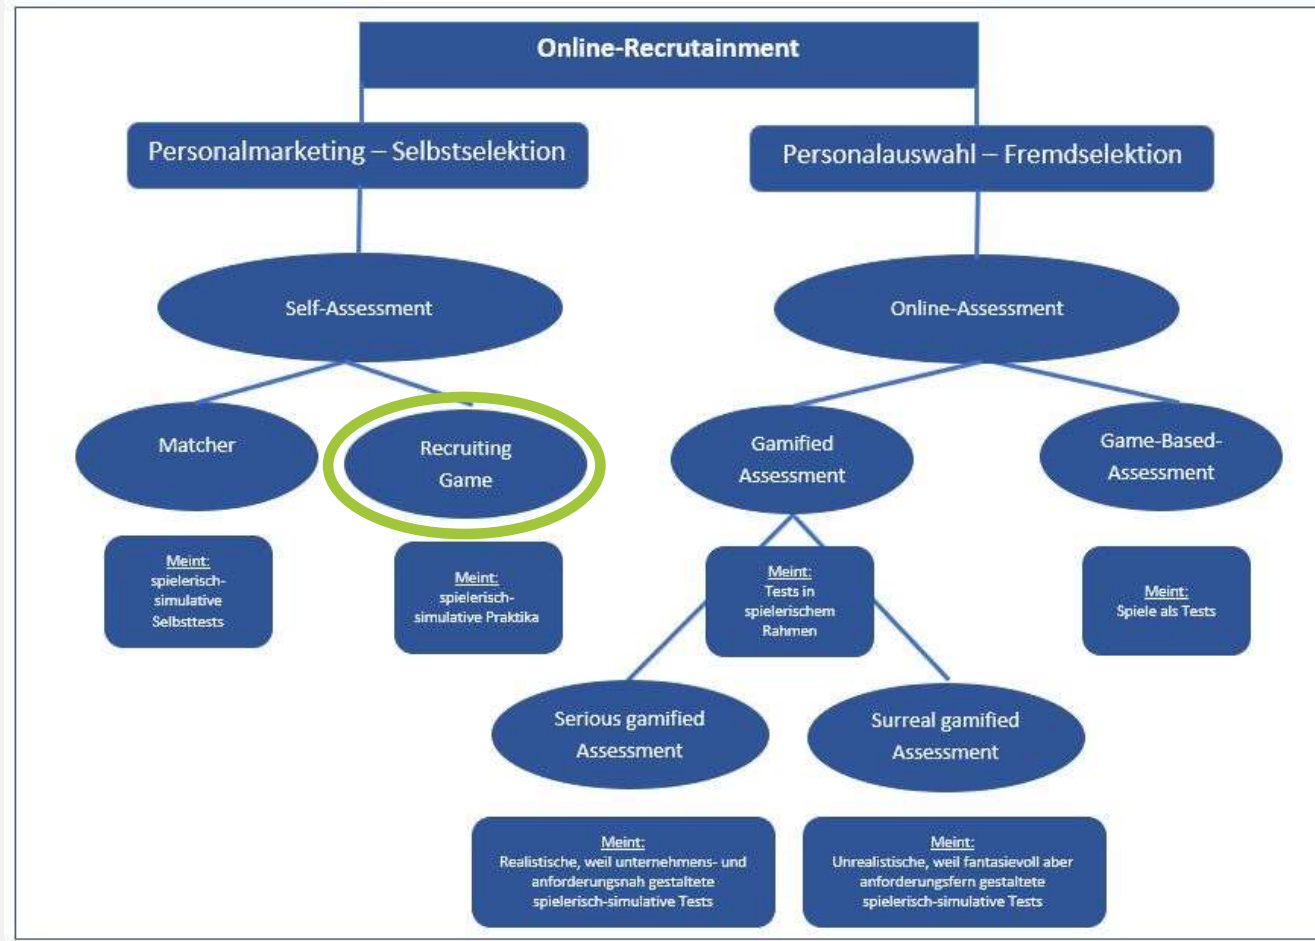 Online-Recrutainment
Personalmarketing – Selbstselektion
Personalauswahl – Fremdselektion
Self-Assessment
Online-Assessment
Matcher
Recruiting
Game
Gamified
Assessment
Game-Based-
Assessment
Meint:
spielerisch-
simulative
Selbsttests
Meint:
spielerisch-
simulative Praktika
Meint:
Tests in
spielerischem
Rahmen
Meint:
Spiele als Tests
Serious gamified
Assessment
Surreal gamified
Assessment
Meint:
Realistische, weil unternehmens- und
anforderungsnah gestaltete
spielerisch-simulative Tests
Meint:
Unrealistische, weil fantasievoll aber
anforderungsfern gestaltete
spielerisch-simulative Tests